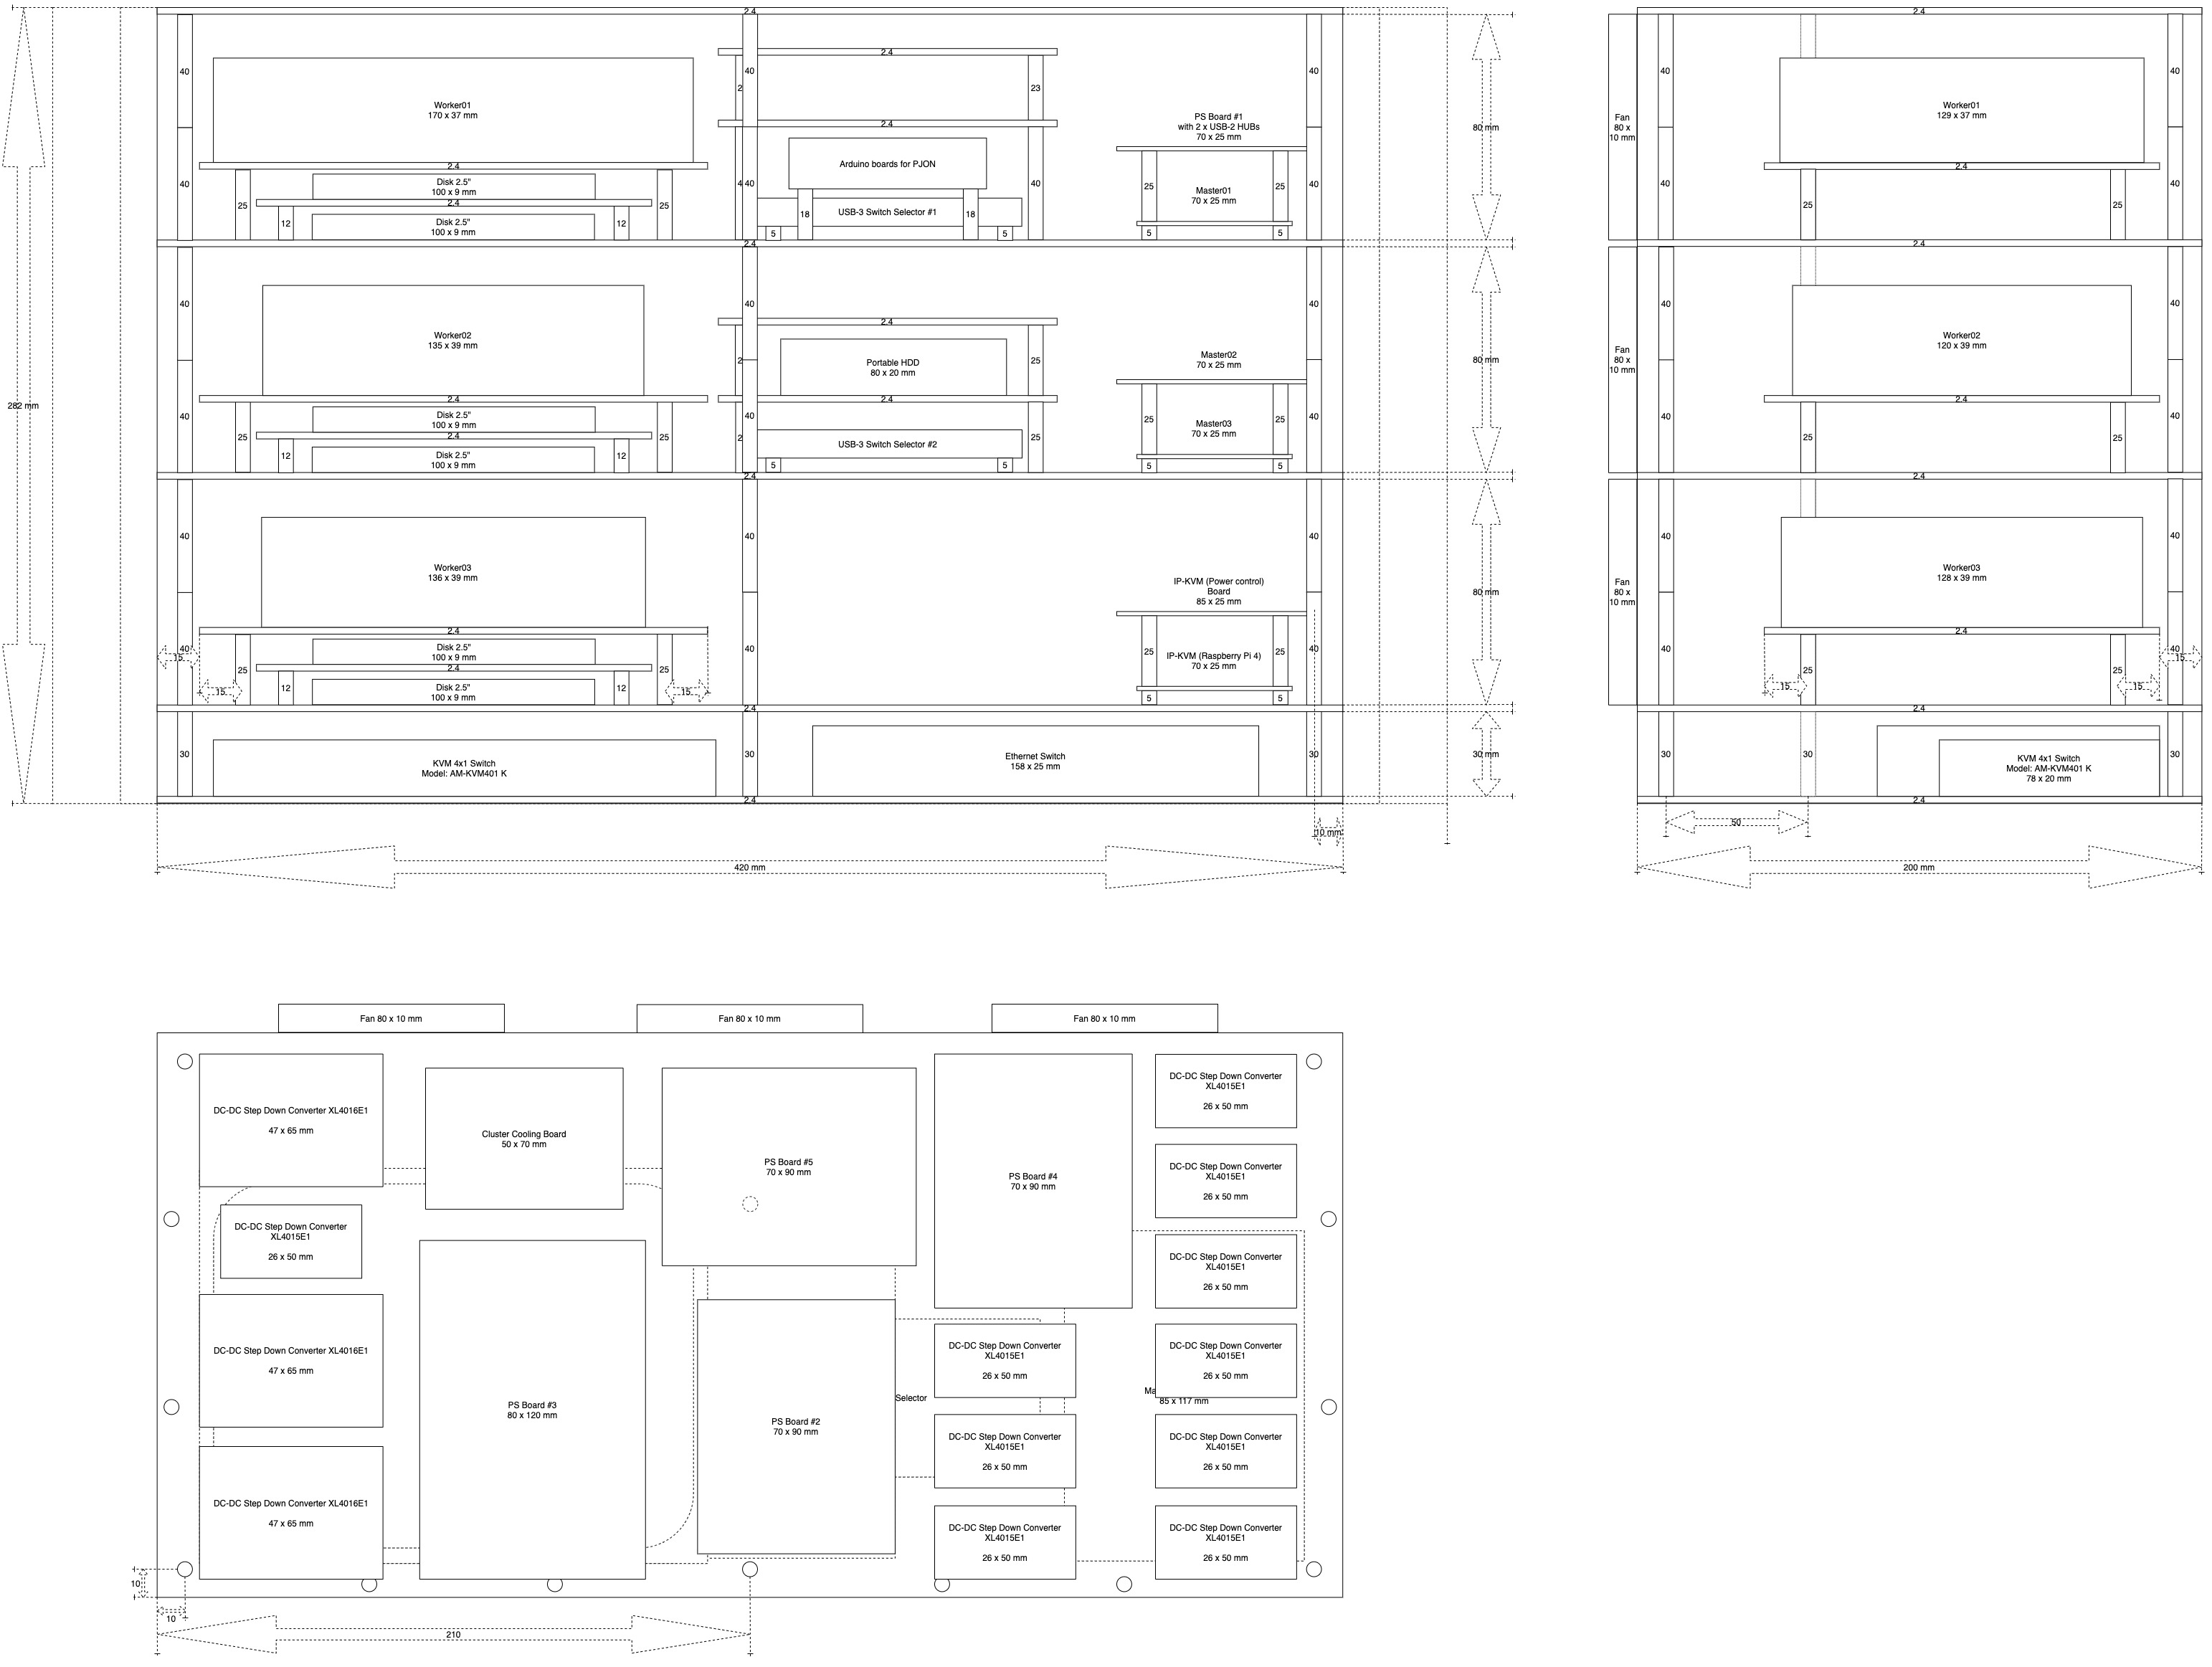 2.4
40
40
40
40
2.4
Worker01
170 x 37 mm
2.4
23
2.4
Arduino boards for PJON
PS Board #1
with 2 x USB-2 HUBs
70 x 25 mm
80 mm
2.4
Disk 2.5"
100 x 9 mm
2.4
Disk 2.5"
100 x 9 mm
25
12
12
25
40
40
USB-3 Switch Selector #1
18
18
5
5
25
25
Master01
70 x 25 mm
5
5
40
2.4
40
40
40
Worker02
135 x 39 mm
2.4
Portable HDD
80 x 20 mm
25
2.4
Master02
70 x 25 mm
80 mm
2.4
Disk 2.5"
100 x 9 mm
2.4
Disk 2.5"
100 x 9 mm
25
12
12
25
40
40
USB-3 Switch Selector #2
5
5
25
25
25
Master03
70 x 25 mm
5
5
40
2.4
282 mm
40
40
40
Worker03
136 x 39 mm
IP-KVM (Power control)
Board
85 x 25 mm
80 mm
2.4
Disk 2.5"
100 x 9 mm
2.4
Disk 2.5"
100 x 9 mm
40
15
15
25
12
12
25
15
40
25
25
IP-KVM (Raspberry Pi 4)
70 x 25 mm
5
5
40
2.4
30
KVM 4x1 Switch
Model: AM-KVM401 K
30
Ethernet Switch
158 x 25 mm
30
30 mm
2.4
10 mm
420 mm
2.4
Fan
80 x
10 mm
40
40
Worker01
129 x 37 mm
2.4
40
40
25
25
2.4
Fan
80 x
10 mm
40
40
Worker02
120 x 39 mm
2.4
40
40
25
25
2.4
Fan
80 x
10 mm
40
40
Worker03
128 x 39 mm
2.4
40
40
25
25
15
15
15
2.4
30
30
KVM 4x1 Switch
Model: AM-KVM401 K
78 x 20 mm
30
2.4
50
200 mm
Fan 80 x 10 mm
Fan 80 x 10 mm
Fan 80 x 10 mm
DC-DC Step Down Converter XL4016E1
47 x 65 mm
Cluster Cooling Board
50 x 70 mm
PS Board #5
70 x 90 mm
PS Board #4
70 x 90 mm
DC-DC Step Down Converter
XL4015E1
26 x 50 mm
DC-DC Step Down Converter
XL4015E1
26 x 50 mm
DC-DC Step Down Converter
XL4015E1
26 x 50 mm
DC-DC Step Down Converter
XL4015E1
26 x 50 mm
DC-DC Step Down Converter XL4016E1
47 x 65 mm
DC-DC Step Down Converter
XL4015E1
26 x 50 mm
DC-DC Step Down Converter
XL4015E1
26 x 50 mm
Selector
Ma
85 x 117 mm
PS Board #3
80 x 120 mm
PS Board #2
70 x 90 mm
DC-DC Step Down Converter
XL4015E1
26 x 50 mm
DC-DC Step Down Converter
XL4015E1
26 x 50 mm
DC-DC Step Down Converter XL4016E1
47 x 65 mm
DC-DC Step Down Converter
XL4015E1
26 x 50 mm
DC-DC Step Down Converter
XL4015E1
26 x 50 mm
10
10
210